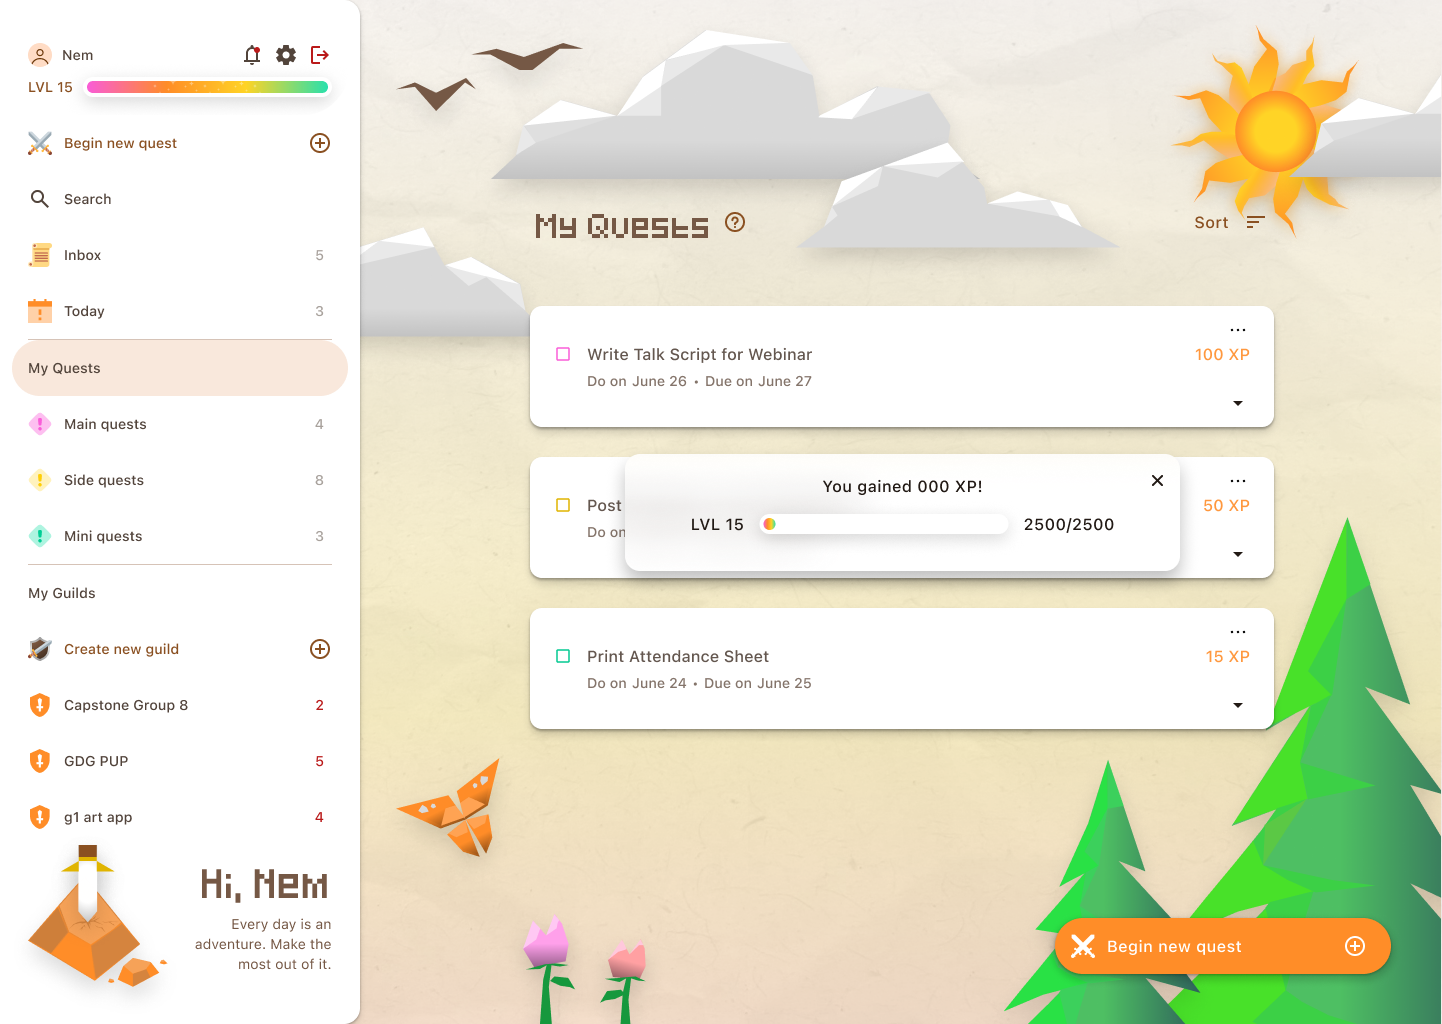 Nem
LVL 15
Begin new quest
Search
Inbox 5
Today 3
My Quests
Main quests 4
Side quests 8
Mini quests 3
My Guilds
Create new guild
Capstone Group 8 2
GDG PUP 5
g1 art app 4
Hi, Nem
Every day is an
adventure. Make the
most out of it.
My Quests
Sort
Write Talk Script for Webinar 100 XP
Do on June 26 • Due on June 27
Post 50 XP
Do on
You gained 000 XP!
LVL 15 2500/2500
Print Attendance Sheet 15 XP
Do on June 24 • Due on June 25
Begin new quest